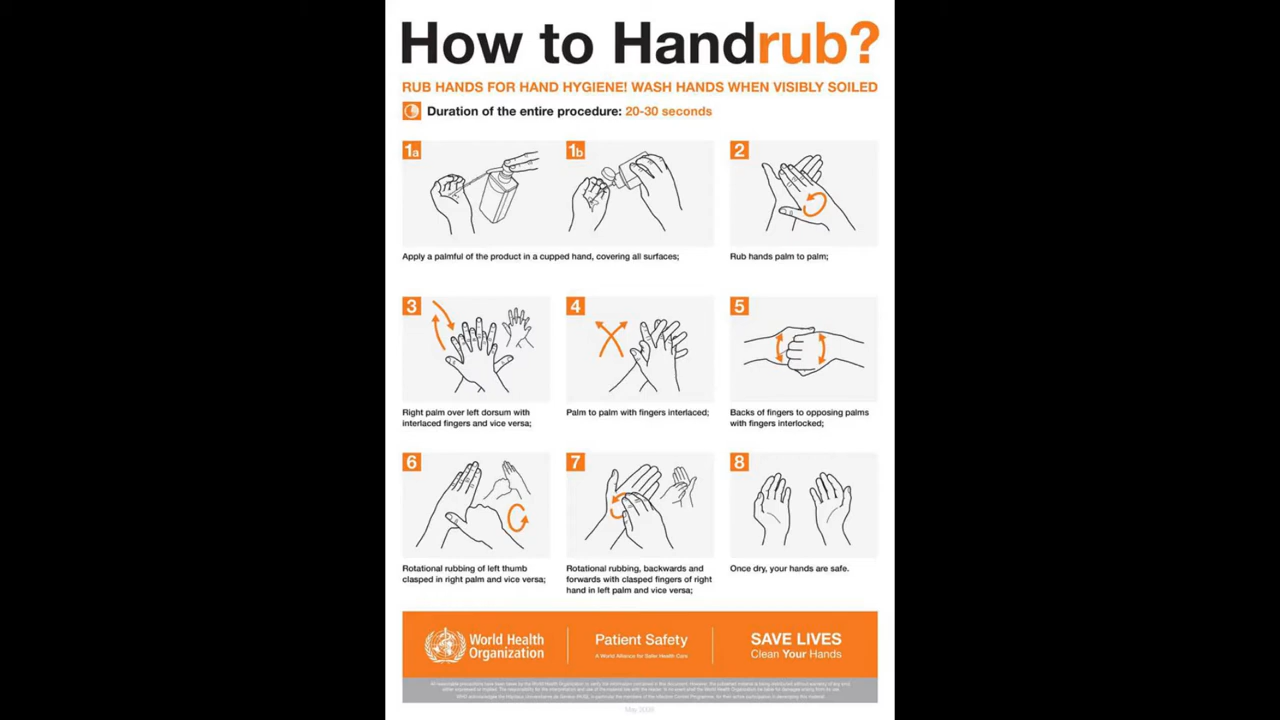 How to Handrub?
RUB HANDS FOR HAND HYGIENE! WASH HANDS WHEN VISIBLY SOILED
Duration of the entire procedure: 20-30 seconds
1a
1b
2
Apply a palmful of the product in a cupped hand, covering all surfaces;
Rub hands palm to palm;
3
4
5
Right palm over left dorsum with
interlaced fingers and vice versa;
Palm to palm with fingers interlaced;
Backs of fingers to opposing palms
with fingers interlocked;
6
7
8
Rotational rubbing of left thumb
clasped in right palm and vice versa;
Rotational rubbing, backwards and
forwards with clasped fingers of right
hand in left palm and vice versa;
Once dry, your hands are safe.
World Health
Organization
Patient Safety
A World Alliance for Safer Health Care
SAVE LIVES
Clean Your Hands